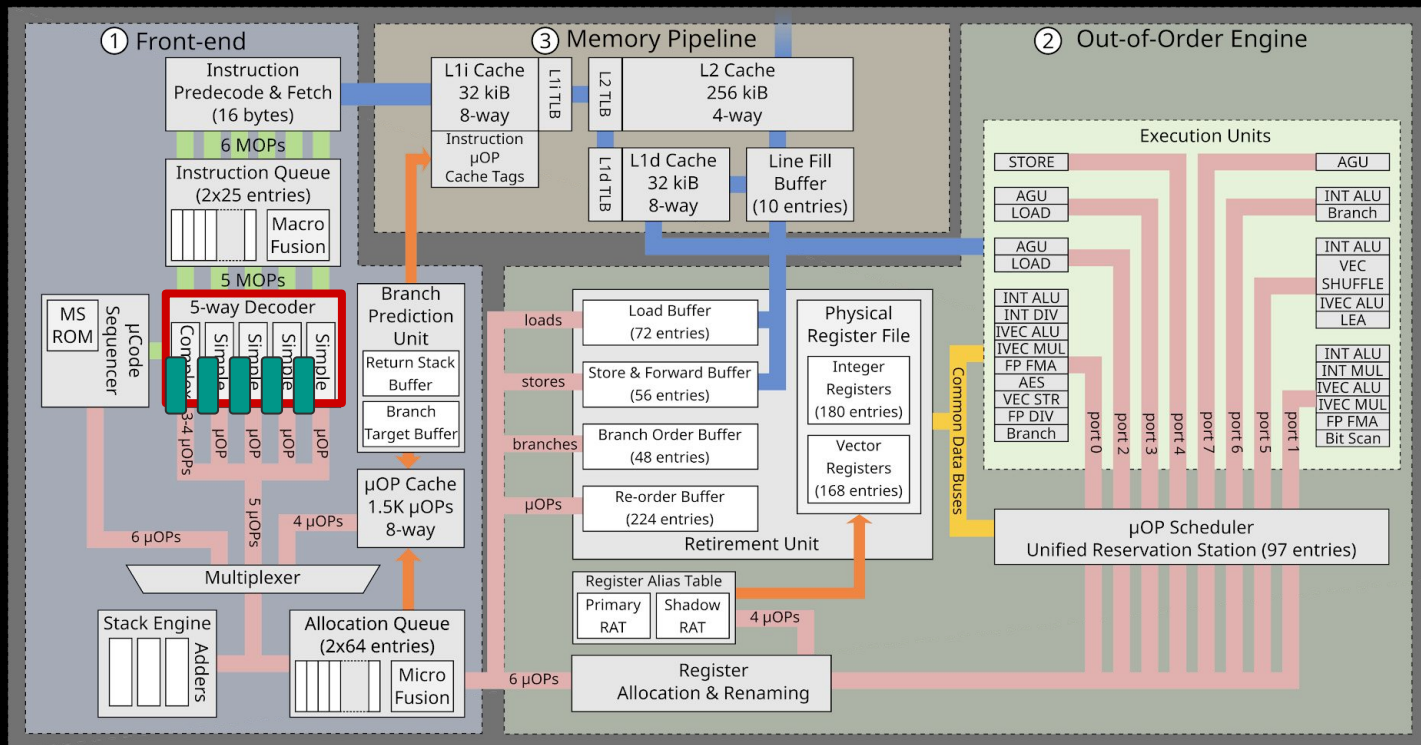 ① Front-end
Instruction
Predecode & Fetch
(16 bytes)
6 MOPs
Instruction Queue
(2x25 entries)
Macro
Fusion
5 MOPs
MS
ROM
µCode
Sequencer
5-way Decoder
Complex
Simple
Simple
Simple
Simple
3-4 µOPs
µOP
µOP
µOP
µOP
Branch
Prediction
Unit
Return Stack
Buffer
Branch
Target Buffer
µOP Cache
1.5K µOPs
8-way
6 µOPs
5 µOPs
4 µOPs
Multiplexer
Stack Engine
Adders
Allocation Queue
(2x64 entries)
Micro
Fusion
③ Memory Pipeline
L1i Cache
32 kiB
8-way
L1i TLB
Instruction
µOP
Cache Tags
L2 TLB
L2 Cache
256 kiB
4-way
L1d TLB
L1d Cache
32 kiB
8-way
Line Fill
Buffer
(10 entries)
② Out-of-Order Engine
loads
Load Buffer
(72 entries)
stores
Store & Forward Buffer
(56 entries)
branches
Branch Order Buffer
(48 entries)
µOPs
Re-order Buffer
(224 entries)
Physical
Register File
Integer
Registers
(180 entries)
Vector
Registers
(168 entries)
Retirement Unit
Register Alias Table
Primary
RAT
Shadow
RAT
4 µOPs
6 µOPs
Register
Allocation & Renaming
Common Data Buses
Execution Units
STORE
AGU
LOAD
AGU
LOAD
INT ALU
INT DIV
IVEC ALU
IVEC MUL
FP FMA
AES
VEC STR
FP DIV
Branch
AGU
INT ALU
Branch
INT ALU
VEC
SHUFFLE
IVEC ALU
LEA
INT ALU
INT MUL
IVEC ALU
IVEC MUL
FP FMA
Bit Scan
port 0
port 2
port 3
port 4
port 7
port 6
port 5
port 1
µOP Scheduler
Unified Reservation Station (97 entries)